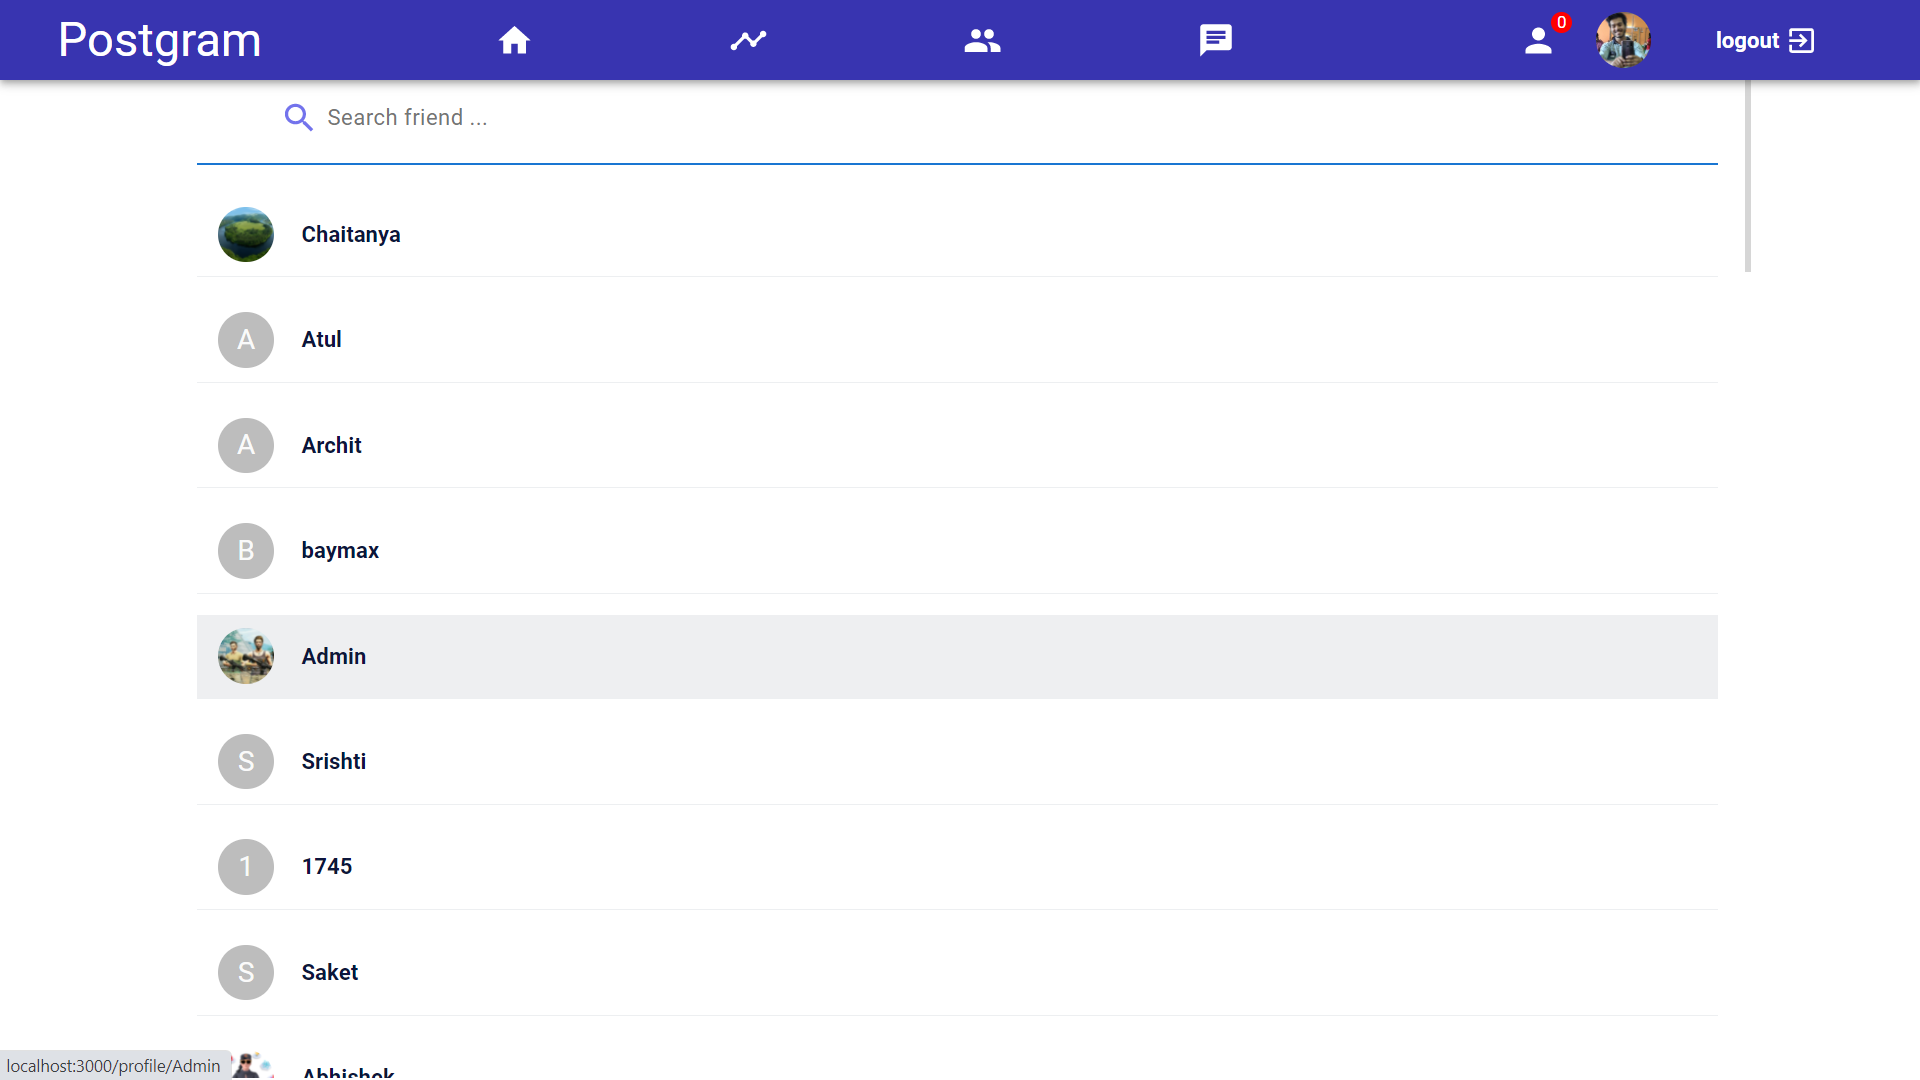 Postgram
0
logout
Search friend ...
Chaitanya
A
Atul
A
Archit
B
baymax
Admin
S
Srishti
1
1745
S
Saket
Abhishek
localhost:3000/profile/Admin